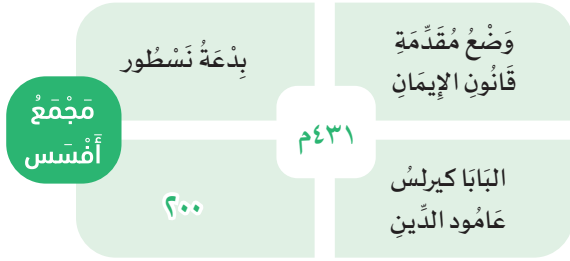 وَضْعُ مُقَدِّمَةِ
قَانُونِ الإِيمَانِ
بِدْعَةُ نَسْطُور
مَجْمَعُ
أَفْسَس
٤٣١م
البَابَا كيرلسُ
عَامُود الدِّينِ
٢٠٠